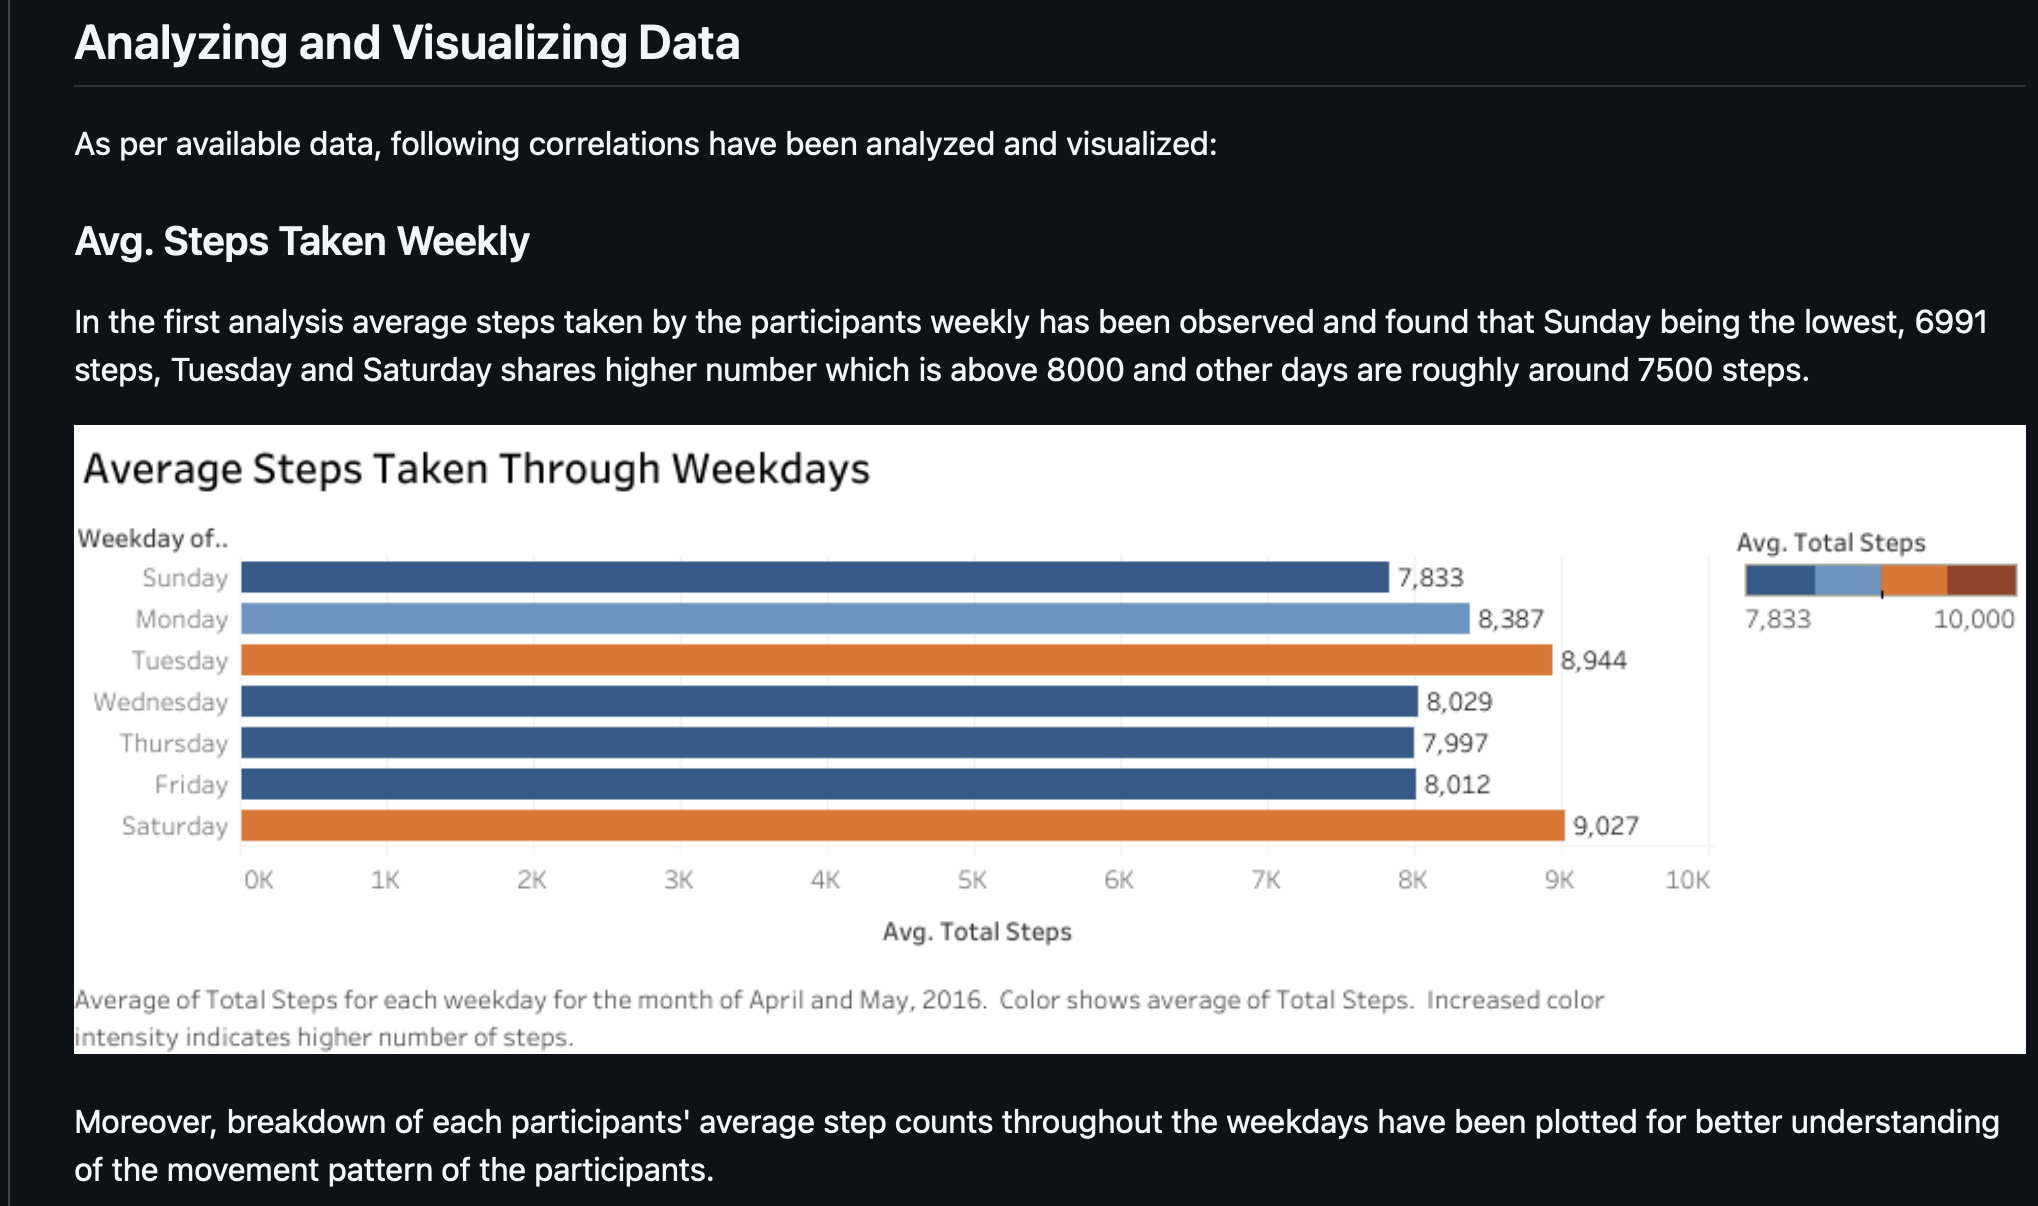 Analyzing and Visualizing Data
As per available data, following correlations have been analyzed and visualized:
Avg. Steps Taken Weekly
In the first analysis average steps taken by the participants weekly has been observed and found that Sunday being the lowest, 6991
steps, Tuesday and Saturday shares higher number which is above 8000 and other days are roughly around 7500 steps.
Average Steps Taken Through Weekdays
Weekday of..
Sunday 7,833
Monday 8,387
Tuesday 8,944
Wednesday 8,029
Thursday 7,997
Friday 8,012
Saturday 9,027
0K 1K 2K 3K 4K 5K 6K 7K 8K 9K 10K
Avg. Total Steps
Avg. Total Steps
7,833 10,000
Average of Total Steps for each weekday for the month of April and May, 2016. Color shows average of Total Steps. Increased color
intensity indicates higher number of steps.
Moreover, breakdown of each participants' average step counts throughout the weekdays have been plotted for better understanding
of the movement pattern of the participants.